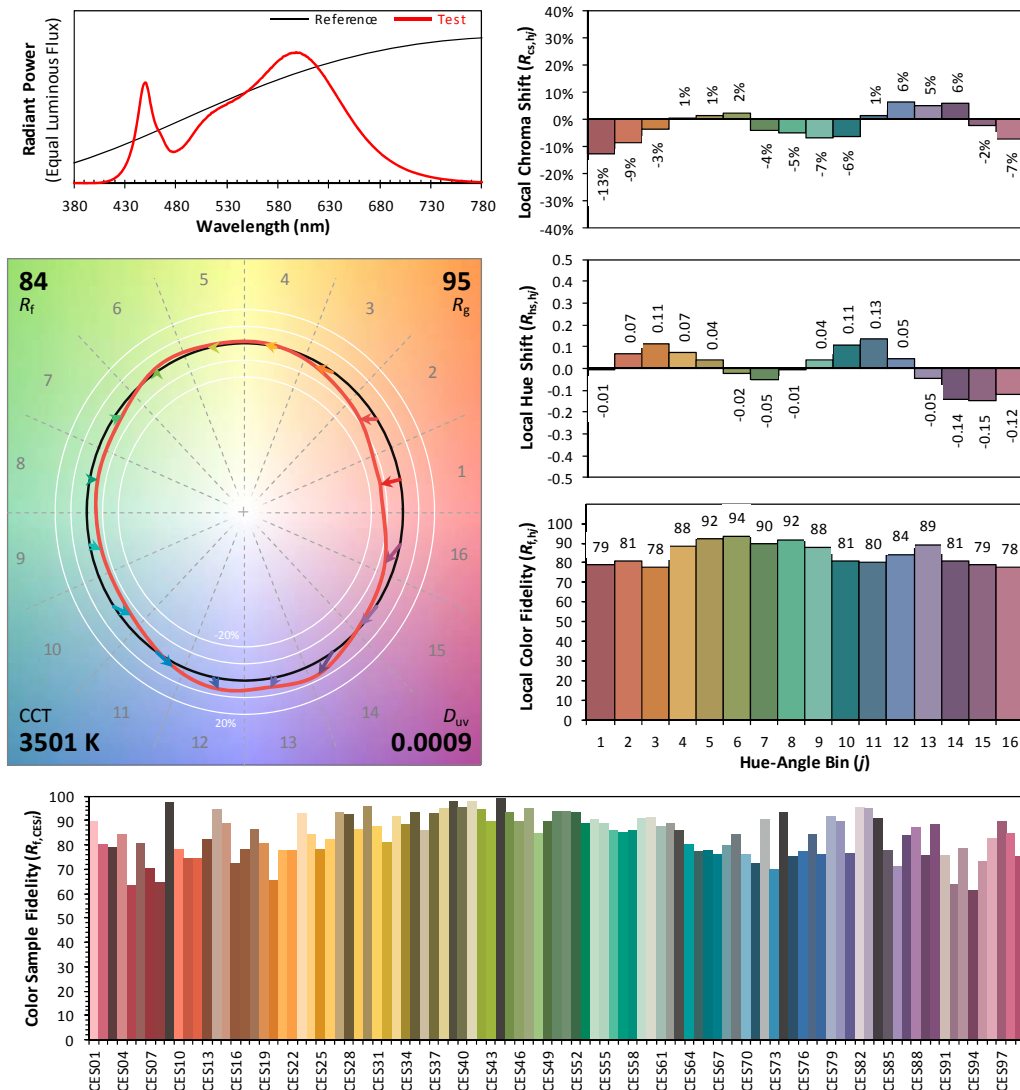 Reference
Test
Radiant Power
(Equal Luminous Flux)
380 430 480 530 580 630 680 730 780
Wavelength (nm)
Local Chroma Shift (Rcs,hj)
40%
30%
20%
10%
0%
-10%
-20%
-30%
-40%
-13% -9% -3% 1% 1% 2% -4% -5% -7% -6% 1% 6% 5% 6% -2% -7%
84
Rf
95
Rg
5 4
6 3
7 2
8 1
9 16
10 15
11 14
12 13
-20%
20%
CCT
3501 K
Duv
0.0009
Local Hue Shift (Rhs,hj)
0.5
0.4
0.3
0.2
0.1
0.0
-0.1
-0.2
-0.3
-0.4
-0.5
-0.01 0.07 0.11 0.07 0.04 -0.02 -0.05 -0.01 0.04 0.11 0.13 0.05 -0.05 -0.14 -0.15 -0.12
Local Color Fidelity (Rf,hj)
100
90
80
70
60
50
40
30
20
10
0
79 81 78 88 92 94 90 92 88 81 80 84 89 81 79 78
1 2 3 4 5 6 7 8 9 10 11 12 13 14 15 16
Hue-Angle Bin (j)
Color Sample Fidelity (Rf,CESi)
100
90
80
70
60
50
40
30
20
10
0
CES01 CES04 CES07 CES10 CES13 CES16 CES19 CES22 CES25 CES28 CES31 CES34 CES37 CES40 CES43 CES46 CES49 CES52 CES55 CES58 CES61 CES64 CES67 CES70 CES73 CES76 CES79 CES82 CES85 CES88 CES91 CES94 CES97